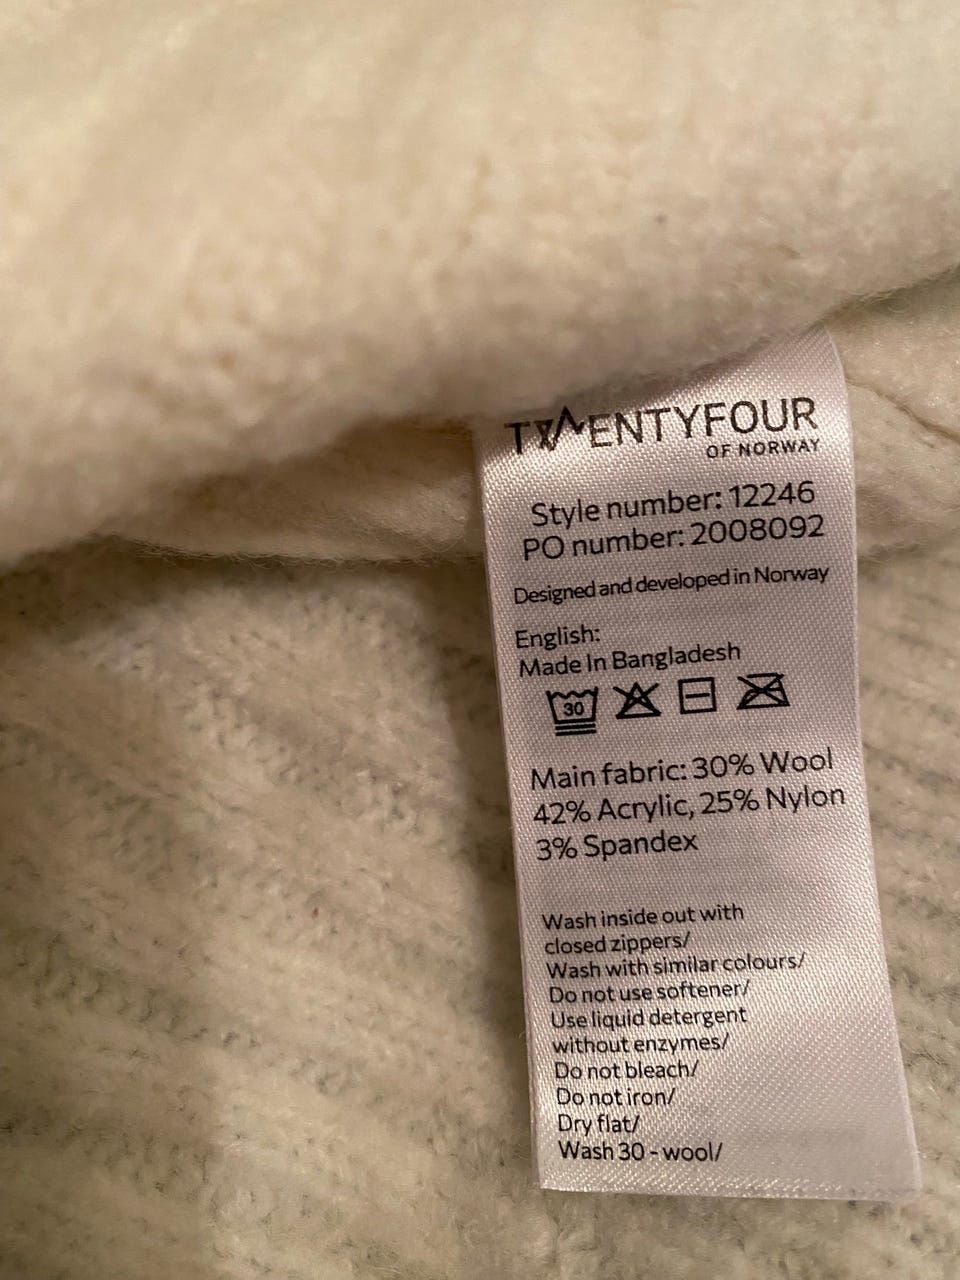 TWENTYFOUR
OF NORWAY
Style number: 12246
PO number: 2008092
Designed and developed in Norway
English:
Made In Bangladesh
30
Main fabric: 30% Wool
42% Acrylic, 25% Nylon
3% Spandex
Wash inside out with
closed zippers/
Wash with similar colours/
Do not use softener/
Use liquid detergent
without enzymes/
Do not bleach/
Do not iron/
Dry flat/
Wash 30 - wool/